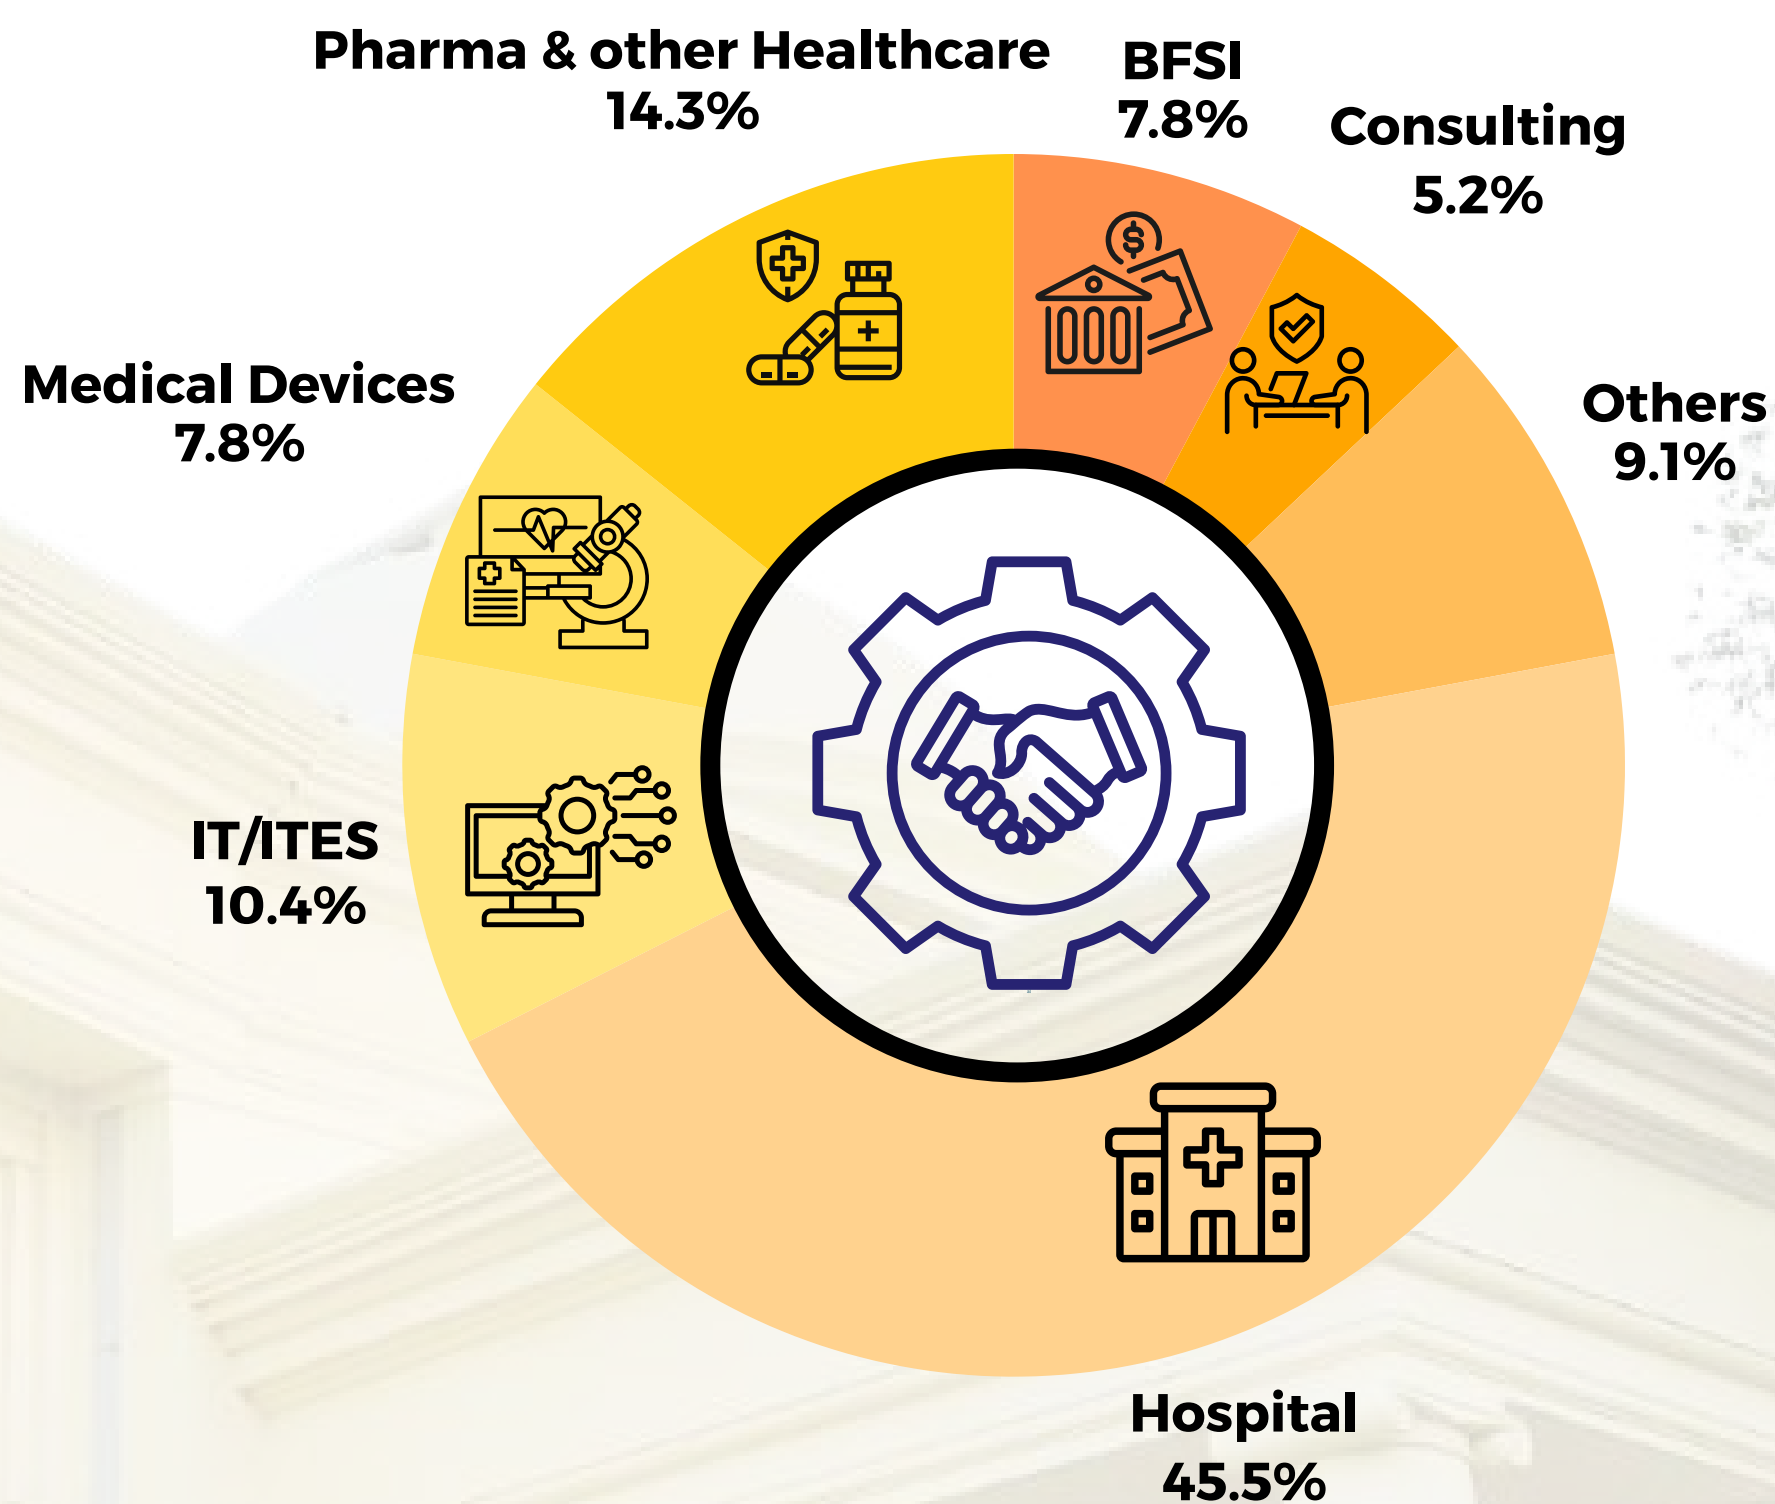 Pharma & other Healthcare
14.3%
BFSI
7.8%
Consulting
5.2%
Others
9.1%
Medical Devices
7.8%
IT/ITES
10.4%
Hospital
45.5%